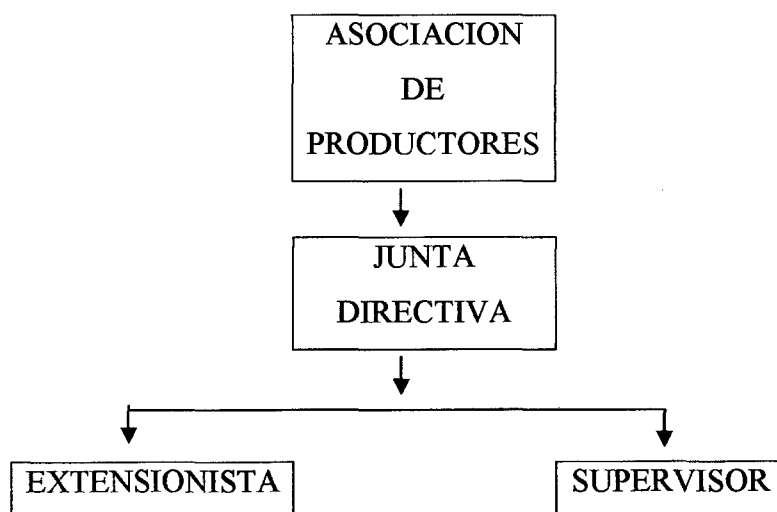 ASOCIACION
DE
PRODUCTORES
JUNTA
DIRECTIVA
EXTENSIONISTA
SUPERVISOR